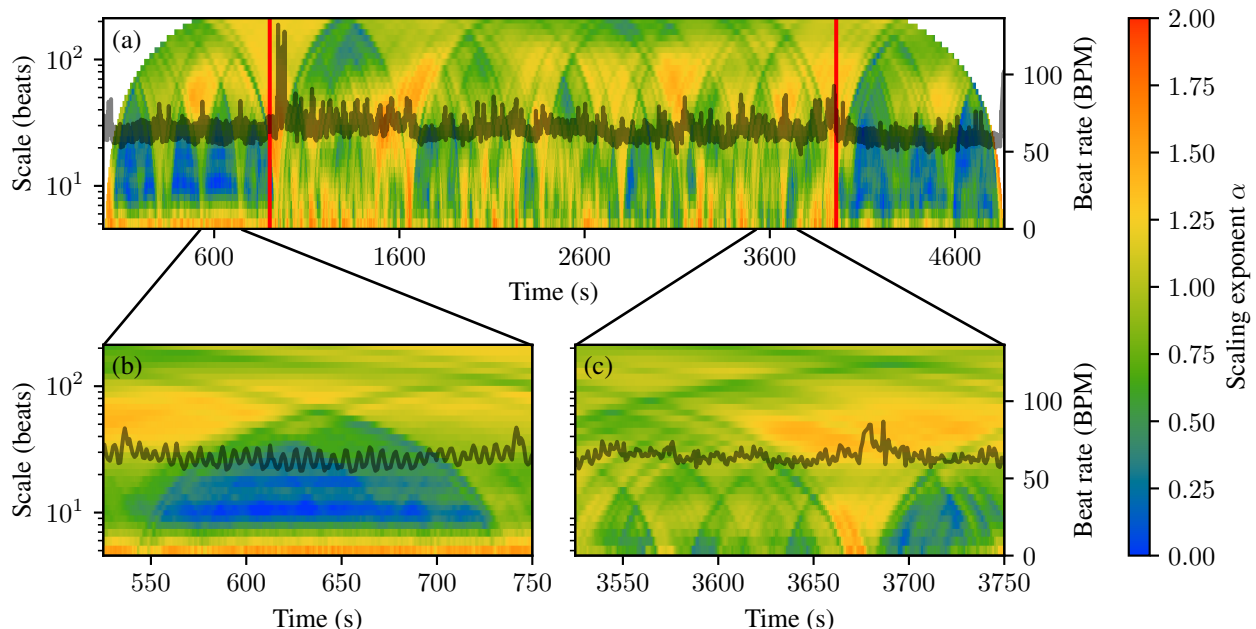 (a)
Scale (beats)
10²
10¹
Beat rate (BPM)
100
50
0
600 1600 2600 3600 4600
Time (s)
(b)
Scale (beats)
10²
10¹
550 600 650 700 750
Time (s)
(c)
Beat rate (BPM)
100
50
0
3550 3600 3650 3700 3750
Time (s)
Scaling exponent α
2.00
1.75
1.50
1.25
1.00
0.75
0.50
0.25
0.00